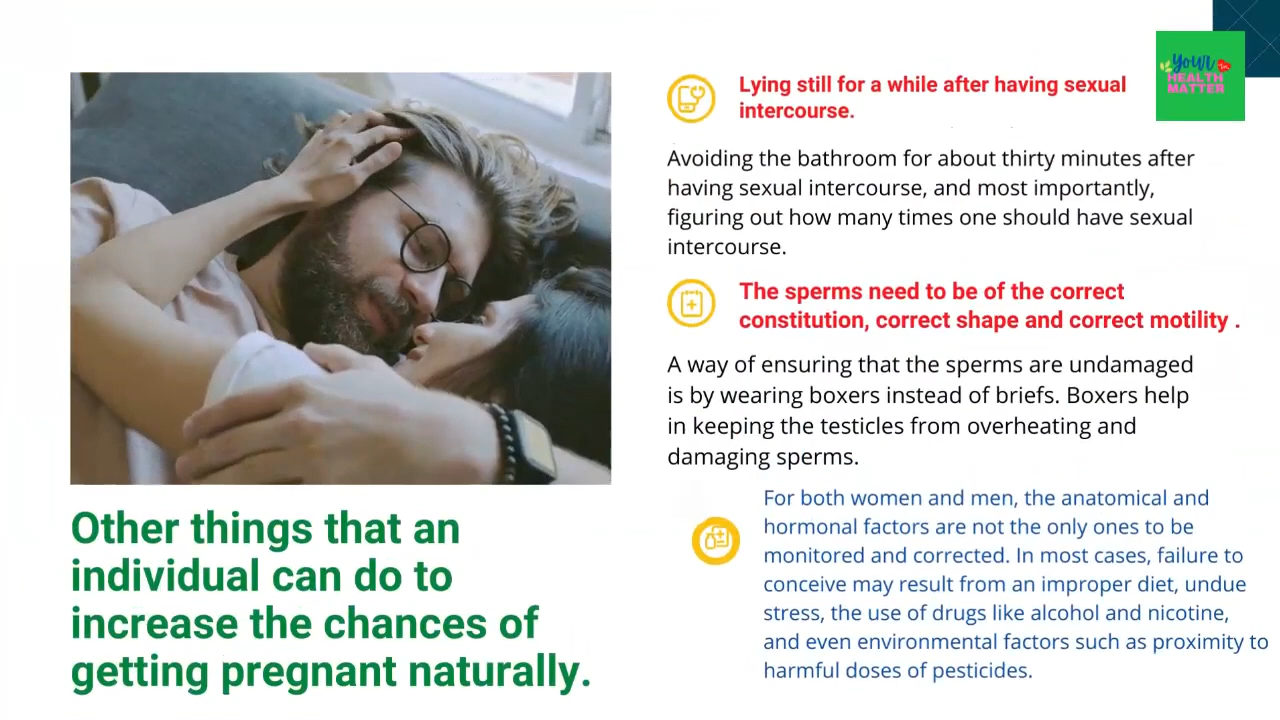 Your
HEALTH
MATTER
Lying still for a while after having sexual
intercourse.
Avoiding the bathroom for about thirty minutes after
having sexual intercourse, and most importantly,
figuring out how many times one should have sexual
intercourse.
The sperms need to be of the correct
constitution, correct shape and correct motility .
A way of ensuring that the sperms are undamaged
is by wearing boxers instead of briefs. Boxers help
in keeping the testicles from overheating and
damaging sperms.
For both women and men, the anatomical and
hormonal factors are not the only ones to be
monitored and corrected. In most cases, failure to
conceive may result from an improper diet, undue
stress, the use of drugs like alcohol and nicotine,
and even environmental factors such as proximity to
harmful doses of pesticides.
Other things that an
individual can do to
increase the chances of
getting pregnant naturally.